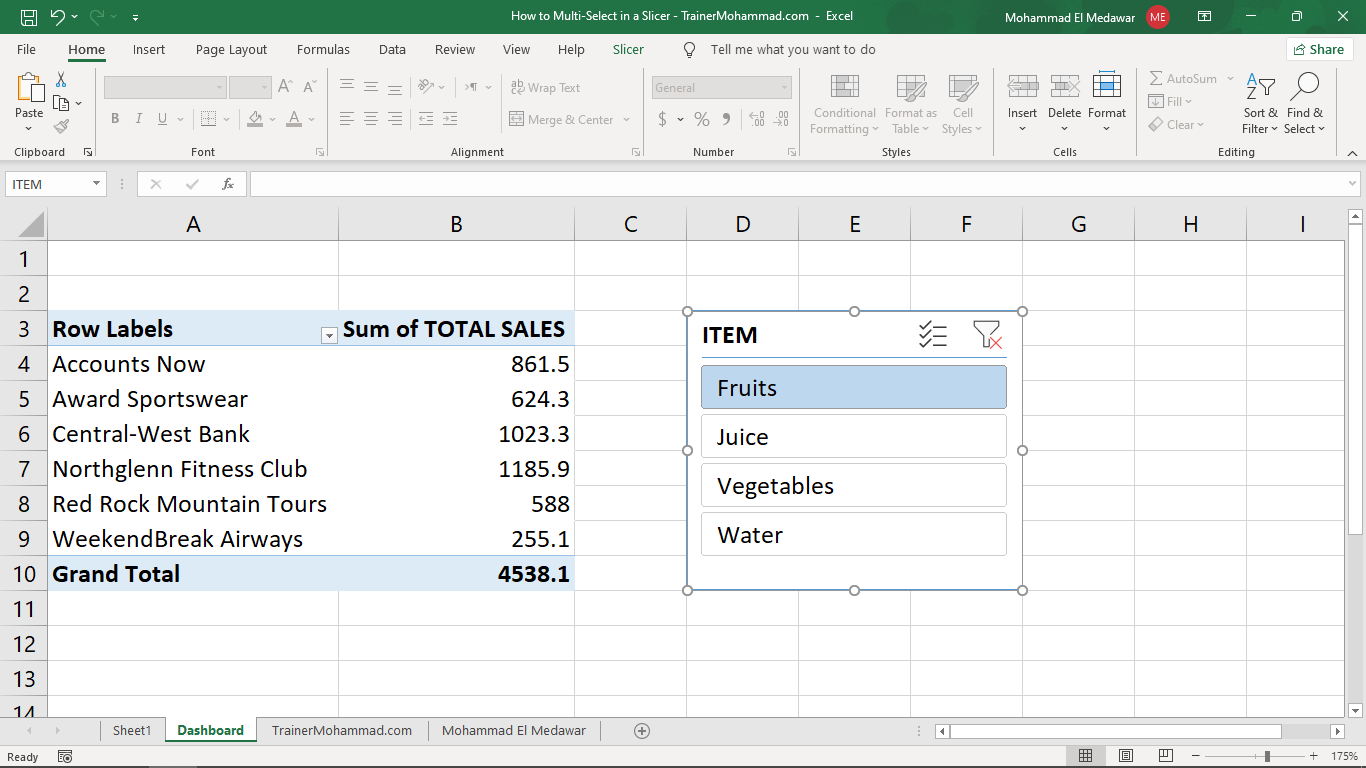 How to Multi-Select in a Slicer - TrainerMohammad.com - Excel
Mohammad El Medawar ME
File Home Insert Page Layout Formulas Data Review View Help Slicer Tell me what you want to do Share
Paste
Clipboard
B I U A
A A
Font
Wrap Text
Merge & Center
Alignment
General
$ % 9
Number
Conditional Formatting
Format as Table
Cell Styles
Styles
Insert Delete Format
Cells
AutoSum
Fill
Clear
Sort & Filter
Find & Select
Editing
ITEM fx
A B C D E F G H I
1
2
3 Row Labels Sum of TOTAL SALES
4 Accounts Now 861.5
5 Award Sportswear 624.3
6 Central-West Bank 1023.3
7 Northglenn Fitness Club 1185.9
8 Red Rock Mountain Tours 588
9 WeekendBreak Airways 255.1
10 Grand Total 4538.1
11
12
13
14
ITEM
Fruits
Juice
Vegetables
Water
Sheet1 Dashboard TrainerMohammad.com Mohammad El Medawar
Ready 175%